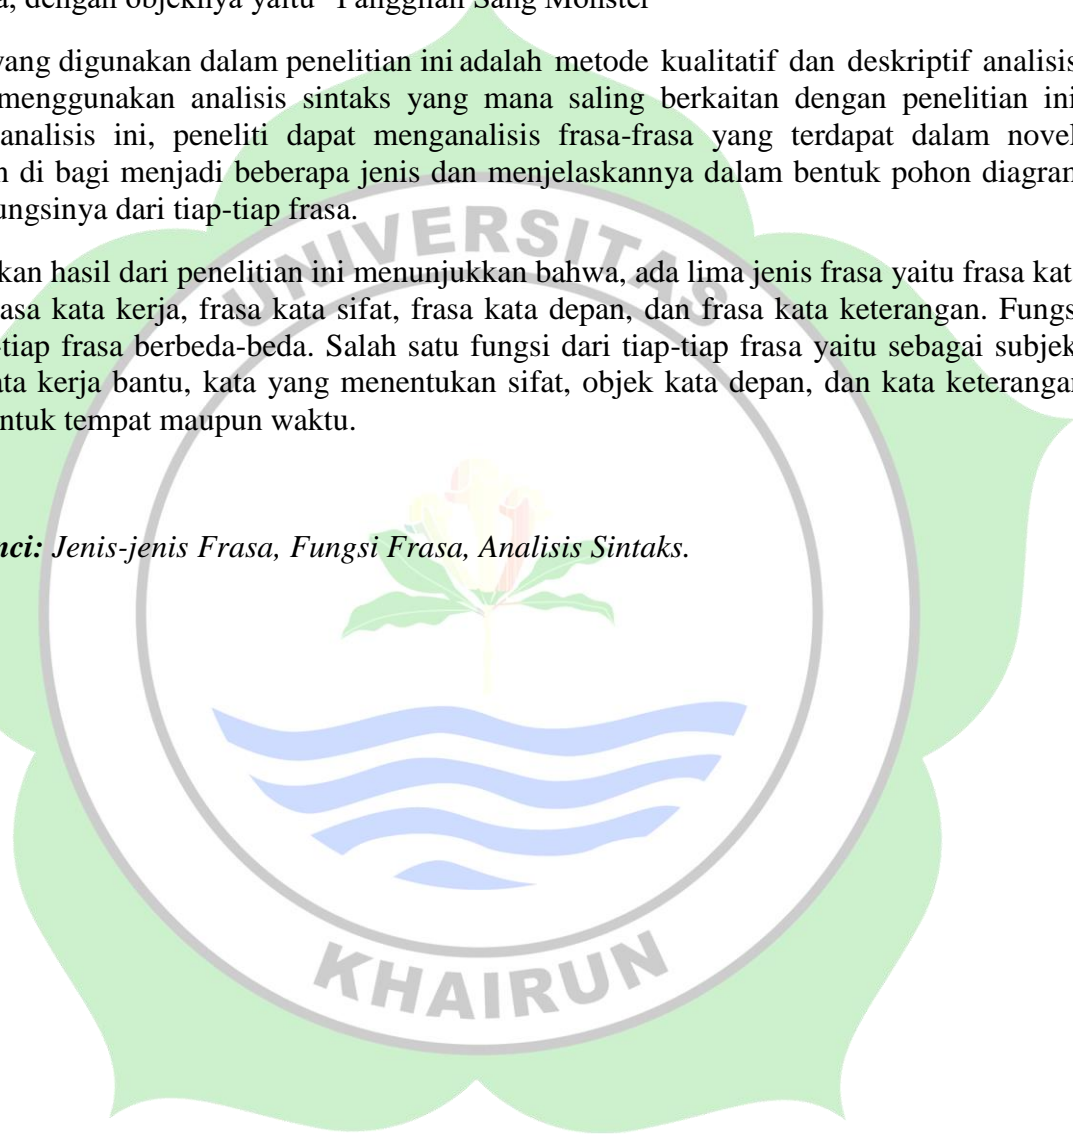 a, dengan objeknya yaitu "Panggilan Sang Monster"
yang digunakan dalam penelitian ini adalah metode kualitatif dan deskriptif analisis
menggunakan analisis sintaks yang mana saling berkaitan dengan penelitian ini
analisis ini, peneliti dapat menganalisis frasa-frasa yang terdapat dalam novel
n di bagi menjadi beberapa jenis dan menjelaskannya dalam bentuk pohon diagram
ungsinya dari tiap-tiap frasa.
UNIVERSITAS
kan hasil dari penelitian ini menunjukkan bahwa, ada lima jenis frasa yaitu frasa kat
asa kata kerja, frasa kata sifat, frasa kata depan, dan frasa kata keterangan. Fungs
-tiap frasa berbeda-beda. Salah satu fungsi dari tiap-tiap frasa yaitu sebagai subjek
ata kerja bantu, kata yang menentukan sifat, objek kata depan, dan kata keterangan
ntuk tempat maupun waktu.
nci: Jenis-jenis Frasa, Fungsi Frasa, Analisis Sintaks.
KHAIRUN